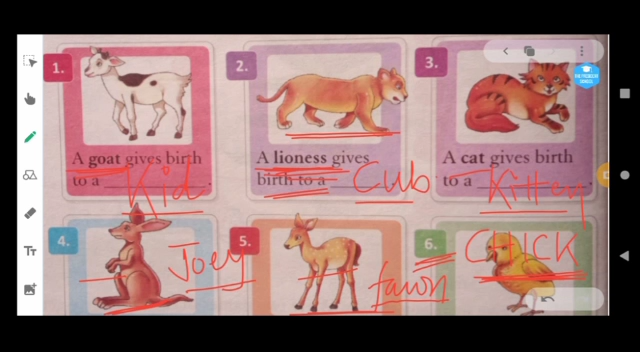 1.
A goat gives birth
to a Kid.
2.
A lioness gives
birth to a Cub
3.
A cat gives birth
to a Kitten
4.
Joey
5.
fawn
6.
CHICK
Tr